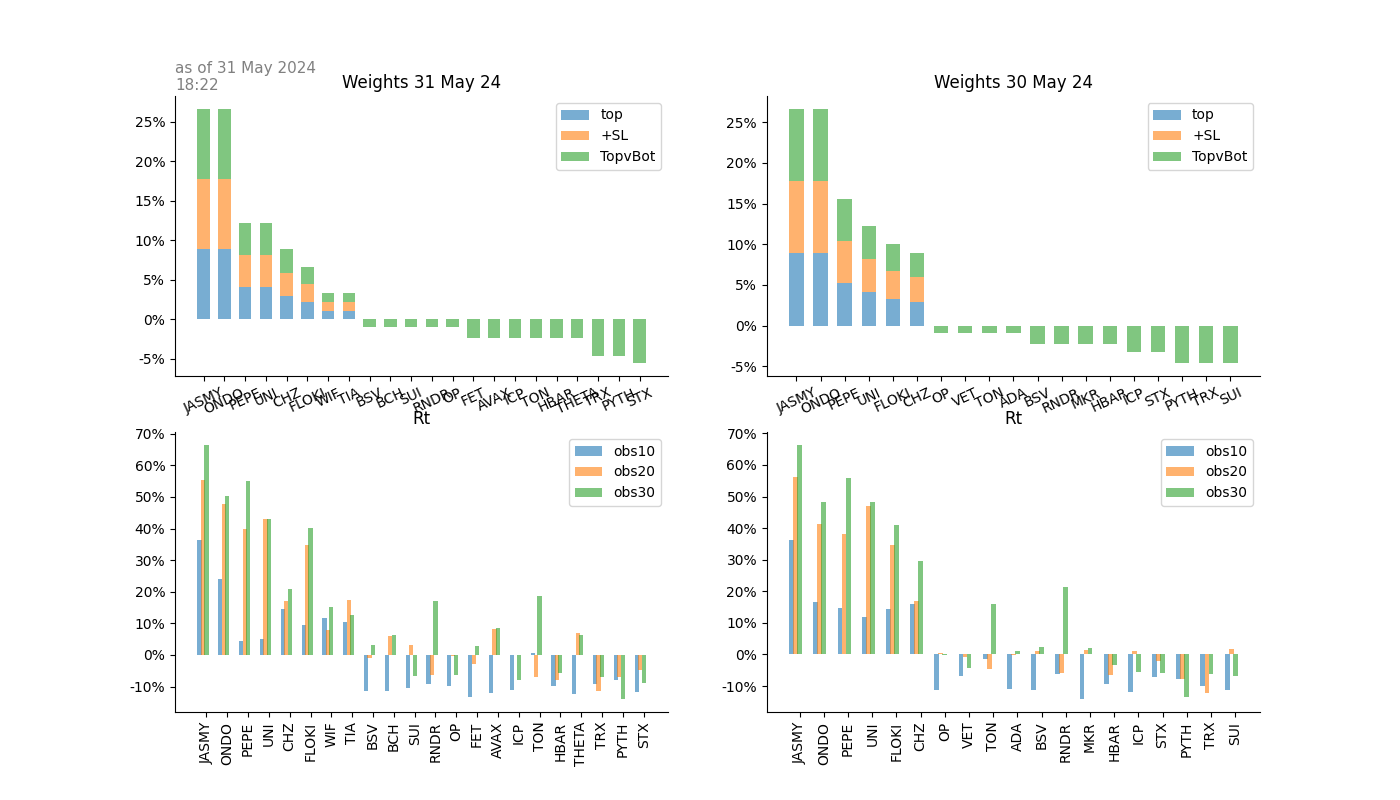 as of 31 May 2024
18:22
Weights 31 May 24
25%
20%
15%
10%
5%
0%
-5%
top
+SL
TopvBot
JASMY ONDO PEPE UNI CHZ FLOKI WIF TIA BSV BCH SUI RNDR OP FET AVAX ICP TON HBAR THETA TRX PYTH STX
Weights 30 May 24
25%
20%
15%
10%
5%
0%
-5%
top
+SL
TopvBot
JASMY ONDO PEPE UNI FLOKI CHZ OP VET TON ADA BSV RNDR MKR HBAR ICP STX PYTH TRX SUI
Rt
70%
60%
50%
40%
30%
20%
10%
0%
-10%
obs10
obs20
obs30
JASMY ONDO PEPE UNI CHZ FLOKI WIF TIA BSV BCH SUI RNDR OP FET AVAX ICP TON HBAR THETA TRX PYTH STX
Rt
70%
60%
50%
40%
30%
20%
10%
0%
-10%
obs10
obs20
obs30
JASMY ONDO PEPE UNI FLOKI CHZ OP VET TON ADA BSV RNDR MKR HBAR ICP STX PYTH TRX SUI